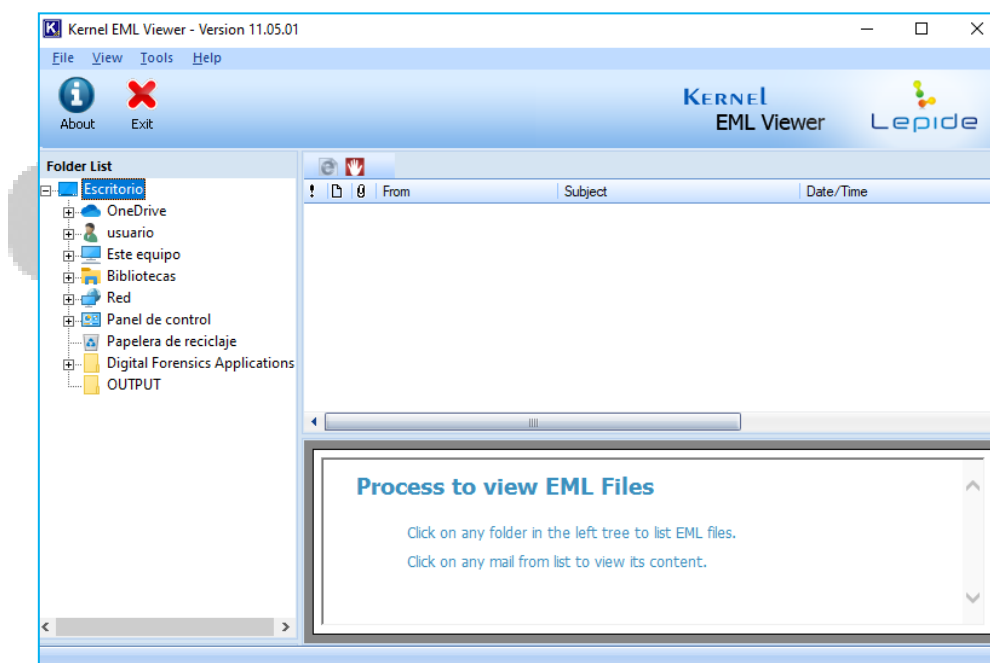 Kernel EML Viewer - Version 11.05.01
File View Tools Help
About Exit
KERNEL
EML Viewer
Lepide
Folder List
Escritorio
OneDrive
usuario
Este equipo
Bibliotecas
Red
Panel de control
Papelera de reciclaje
Digital Forensics Applications
OUTPUT
! From Subject Date/Time
Process to view EML Files
Click on any folder in the left tree to list EML files.
Click on any mail from list to view its content.